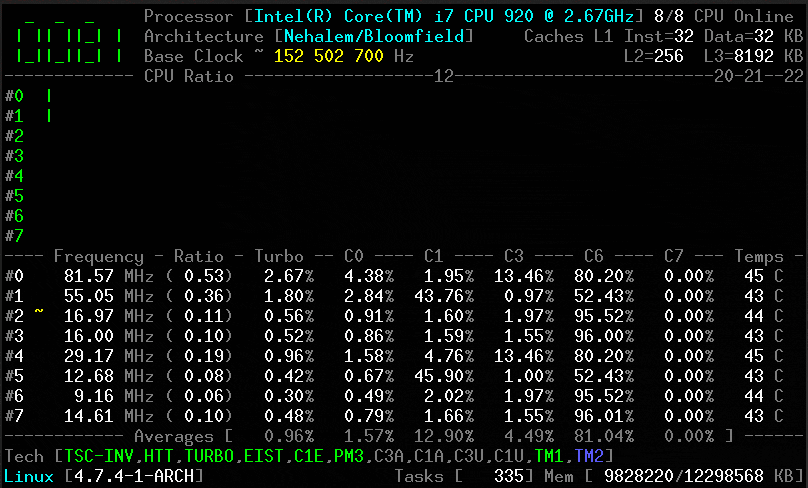 Processor [Intel(R) Core(TM) i7 CPU 920 @ 2.67GHz] 8/8 CPU Online
Architecture [Nehalem/Bloomfield] Caches L1 Inst=32 Data=32 KB
Base Clock ~ 152 502 700 Hz L2=256 L3=8192 KB
CPU Ratio 12 20-21--22
#0
#1
#2
#3
#4
#5
#6
#7
---- Frequency - Ratio - Turbo -- C0 ---- C1 ---- C3 ---- C6 ---- C7 --- Temps -
#0 81.57 MHz ( 0.53) 2.67% 4.38% 1.95% 13.46% 80.20% 0.00% 45 C
#1 55.05 MHz ( 0.36) 1.80% 2.84% 43.76% 0.97% 52.43% 0.00% 43 C
#2 ~ 16.97 MHz ( 0.11) 0.56% 0.91% 1.60% 1.97% 95.52% 0.00% 44 C
#3 16.00 MHz ( 0.10) 0.52% 0.86% 1.59% 1.55% 96.00% 0.00% 43 C
#4 29.17 MHz ( 0.19) 0.96% 1.58% 4.76% 13.46% 80.20% 0.00% 45 C
#5 12.68 MHz ( 0.08) 0.42% 0.67% 45.90% 1.00% 52.43% 0.00% 43 C
#6 9.16 MHz ( 0.06) 0.30% 0.49% 2.02% 1.97% 95.52% 0.00% 44 C
#7 14.61 MHz ( 0.10) 0.48% 0.79% 1.66% 1.55% 96.01% 0.00% 43 C
------------- Averages [ 0.96% 1.57% 12.90% 4.49% 81.04% 0.00% ] ------
Tech [TSC-INV,HTT,TURBO,EIST,C1E,PM3,C3A,C1A,C3U,C1U,TM1,TM2]
Linux [4.7.4-1-ARCH] Tasks [ 335] Mem [ 9828220/12298568 KB]